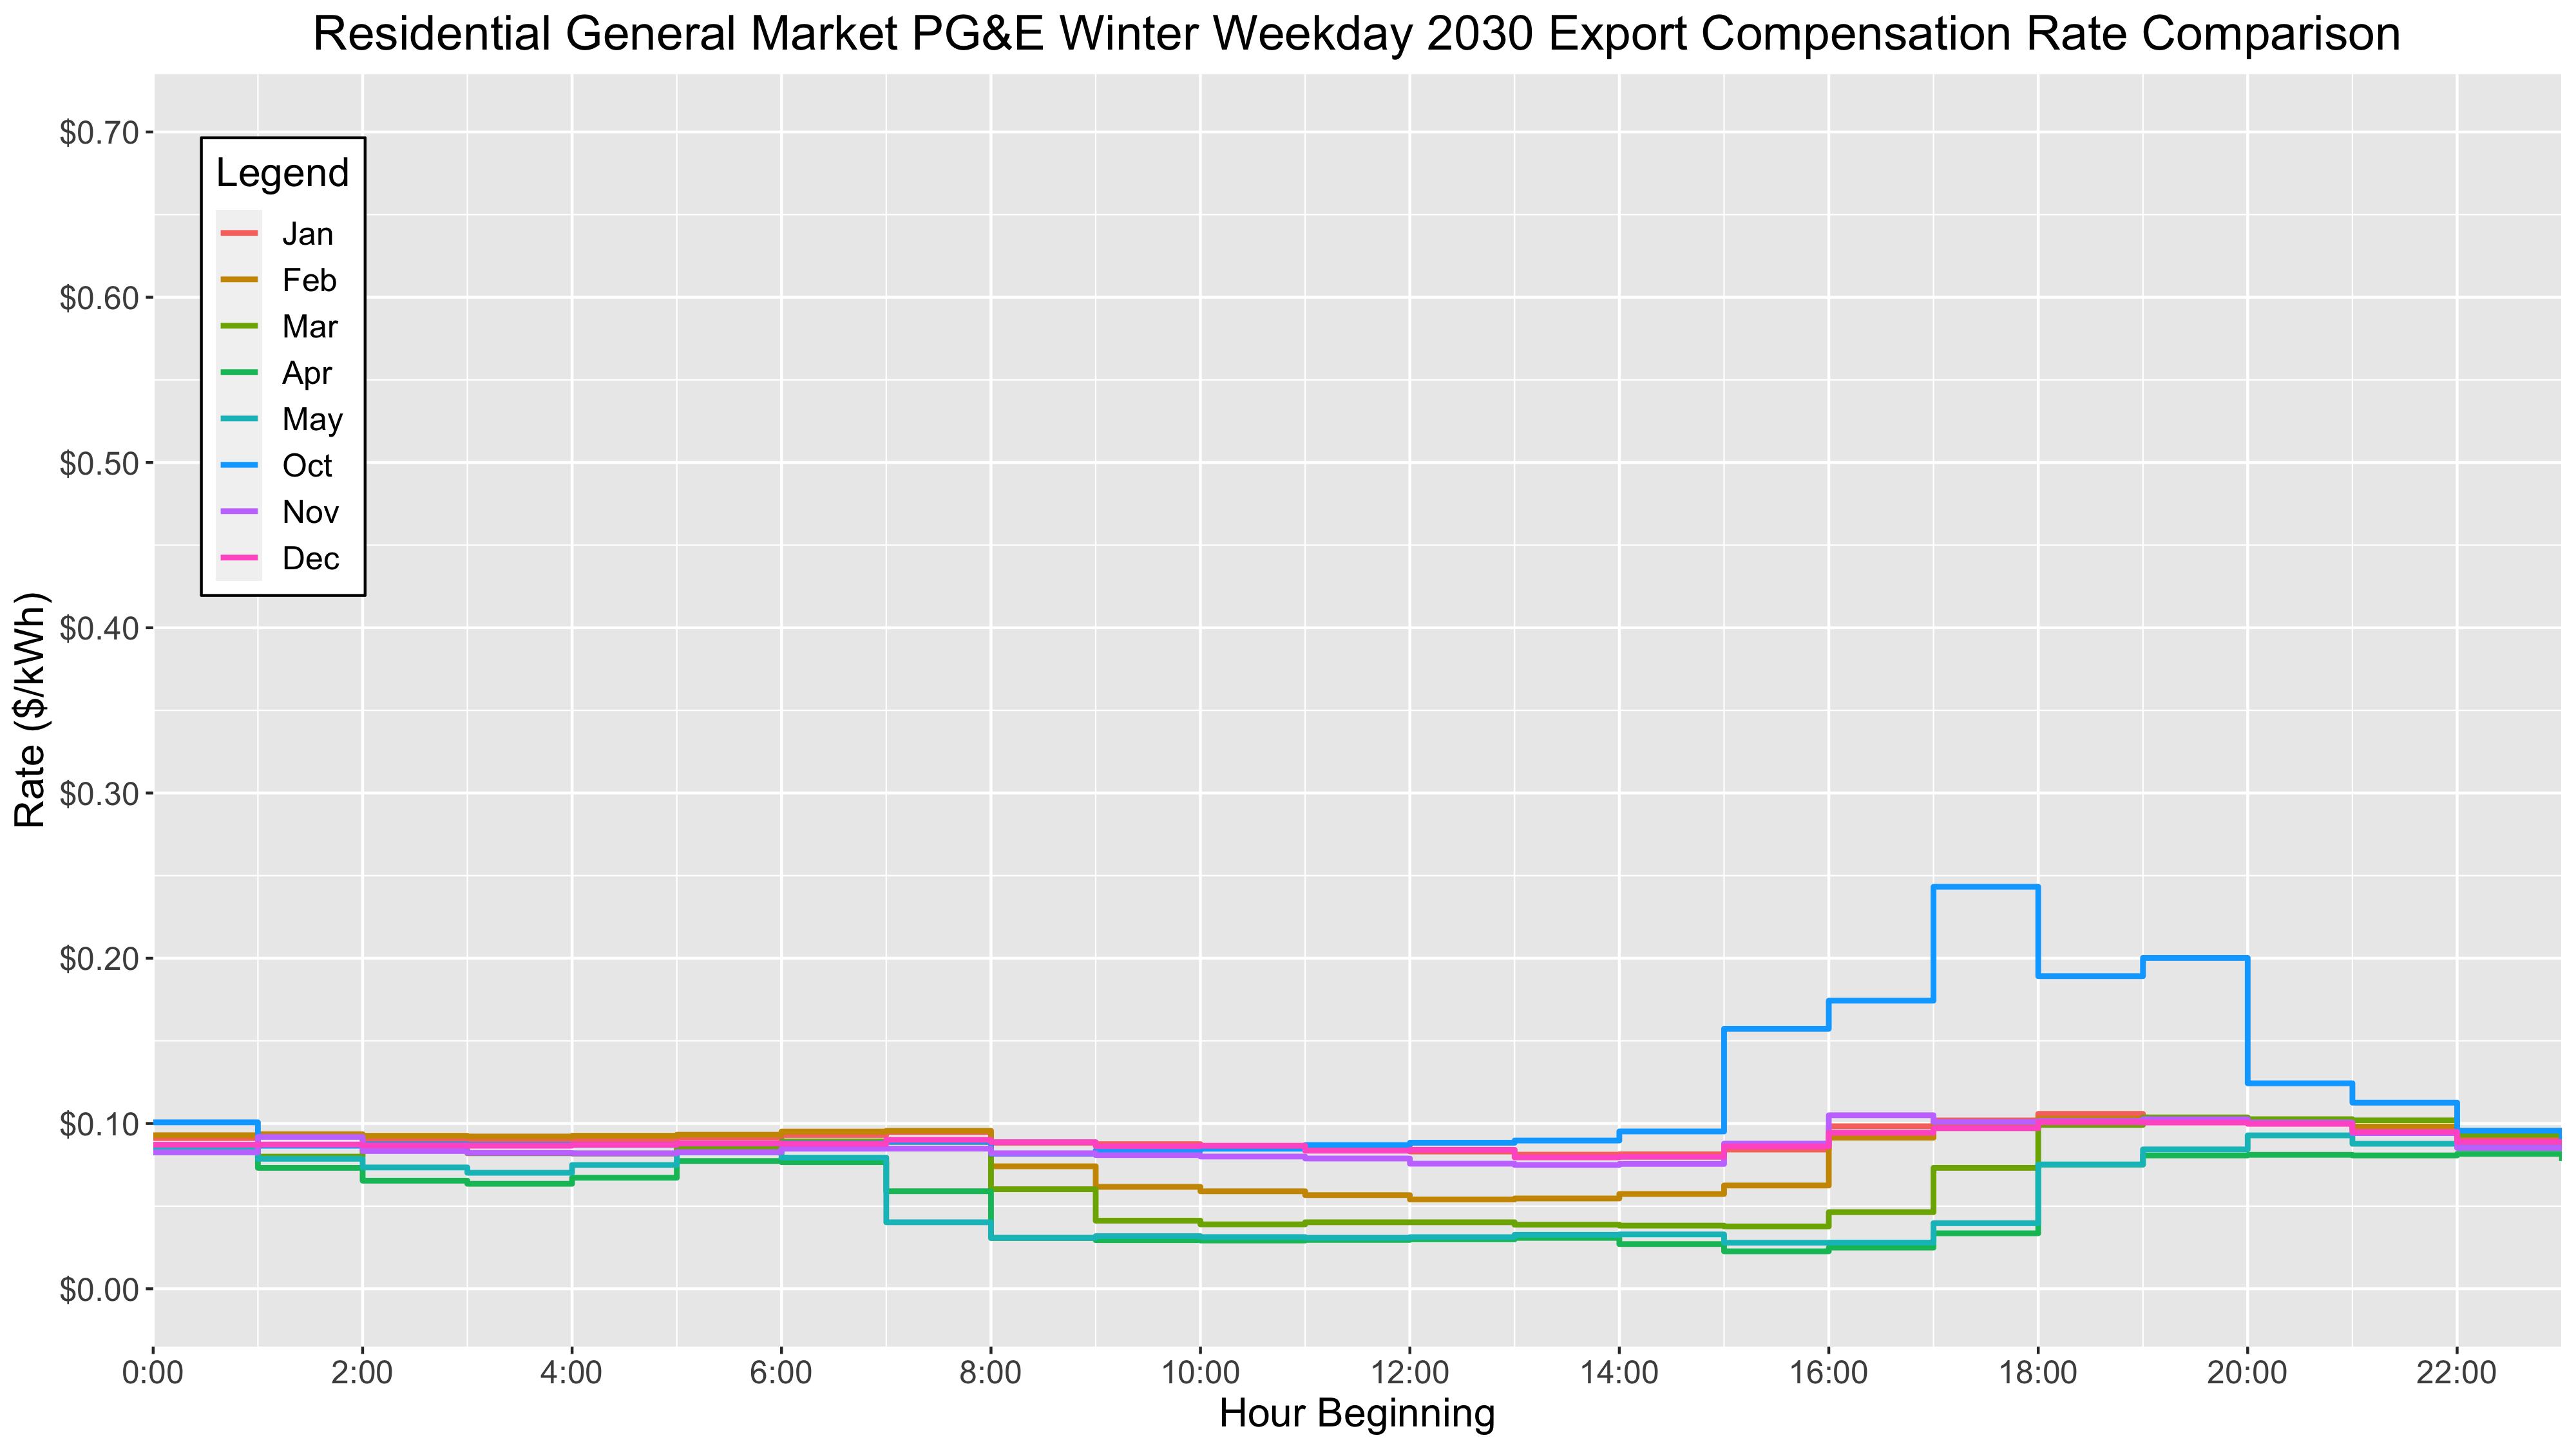 Residential General Market PG&E Winter Weekday 2030 Export Compensation Rate Comparison
$0.70
$0.60
$0.50
$0.40
$0.30
$0.20
$0.10
$0.00
Legend
Jan
Feb
Mar
Apr
May
Oct
Nov
Dec
Rate ($/kWh)
0:00 2:00 4:00 6:00 8:00 10:00 12:00 14:00 16:00 18:00 20:00 22:00
Hour Beginning